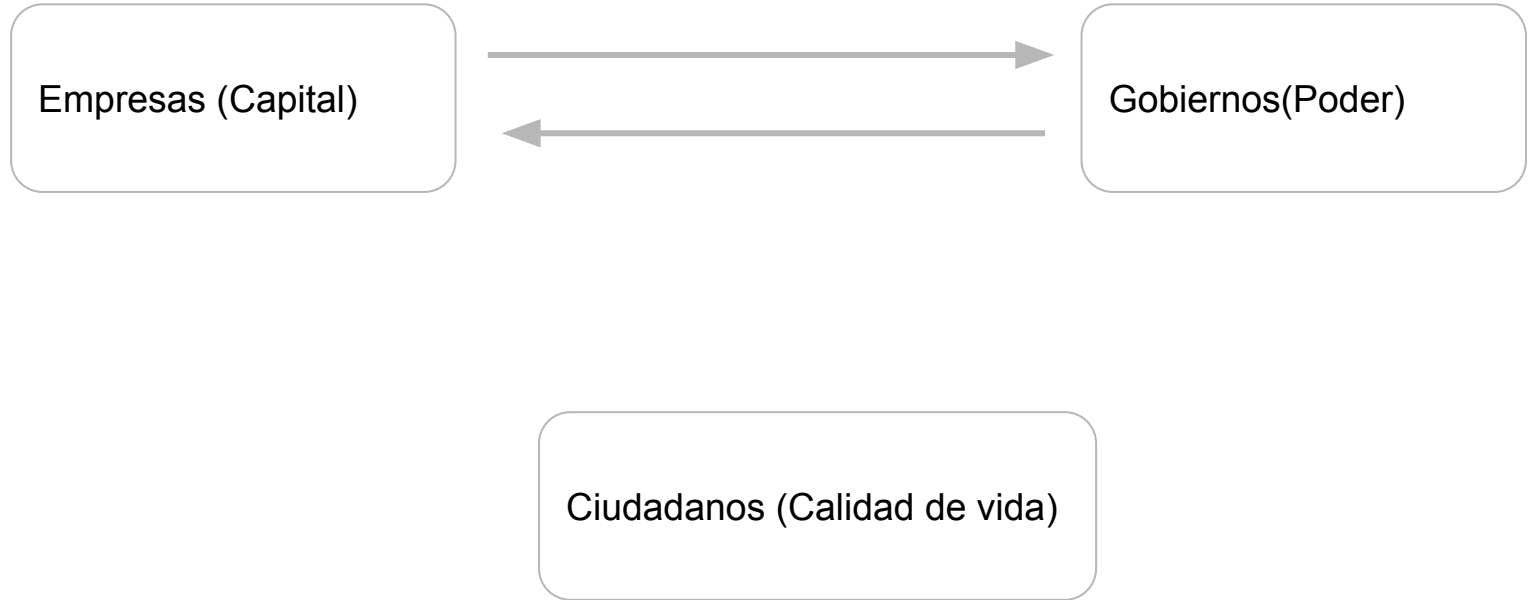 Empresas (Capital)
Gobiernos(Poder)
Ciudadanos (Calidad de vida)